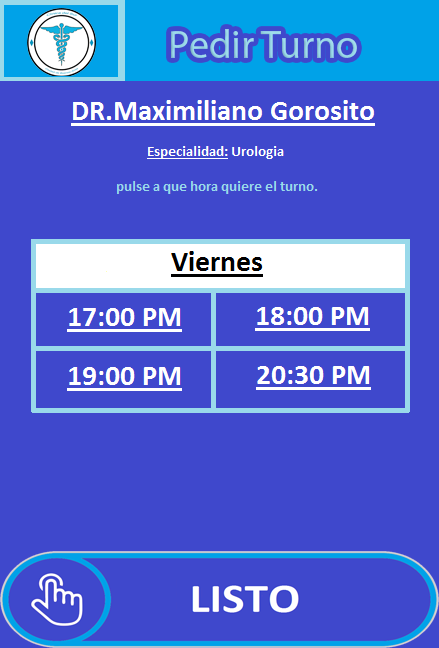 Pedir Turno
DR.Maximiliano Gorosito
Especialidad: Urologia
pulse a que hora quiere el turno.
Viernes
17:00 PM 18:00 PM
19:00 PM 20:30 PM
LISTO